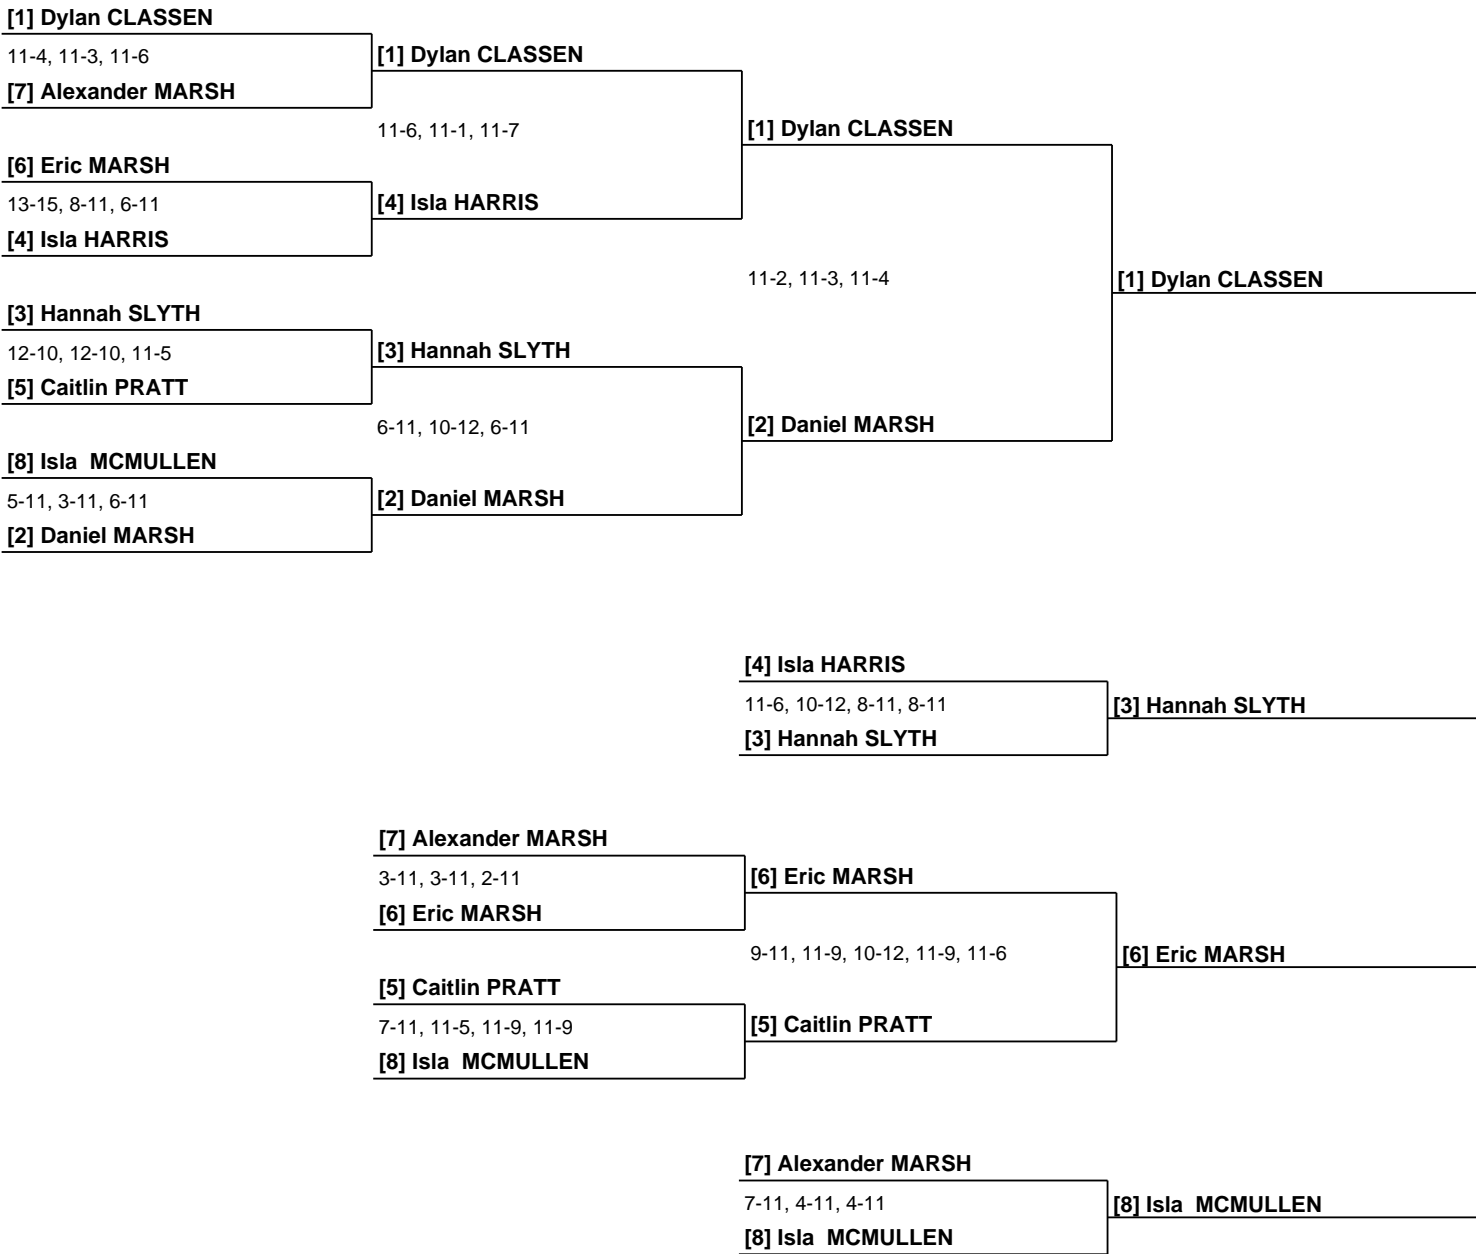 [1] Dylan CLASSEN
11-4, 11-3, 11-6
[1] Dylan CLASSEN
[7] Alexander MARSH
11-6, 11-1, 11-7
[1] Dylan CLASSEN
[6] Eric MARSH
13-15, 8-11, 6-11
[4] Isla HARRIS
[4] Isla HARRIS
11-2, 11-3, 11-4
[1] Dylan CLASSEN
[3] Hannah SLYTH
12-10, 12-10, 11-5
[3] Hannah SLYTH
[5] Caitlin PRATT
6-11, 10-12, 6-11
[2] Daniel MARSH
[8] Isla  MCMULLEN
5-11, 3-11, 6-11
[2] Daniel MARSH
[2] Daniel MARSH
[4] Isla HARRIS
11-6, 10-12, 8-11, 8-11
[3] Hannah SLYTH
[3] Hannah SLYTH
[7] Alexander MARSH
3-11, 3-11, 2-11
[6] Eric MARSH
[6] Eric MARSH
9-11, 11-9, 10-12, 11-9, 11-6
[6] Eric MARSH
[5] Caitlin PRATT
7-11, 11-5, 11-9, 11-9
[5] Caitlin PRATT
[8] Isla  MCMULLEN
[7] Alexander MARSH
7-11, 4-11, 4-11
[8] Isla  MCMULLEN
[8] Isla  MCMULLEN